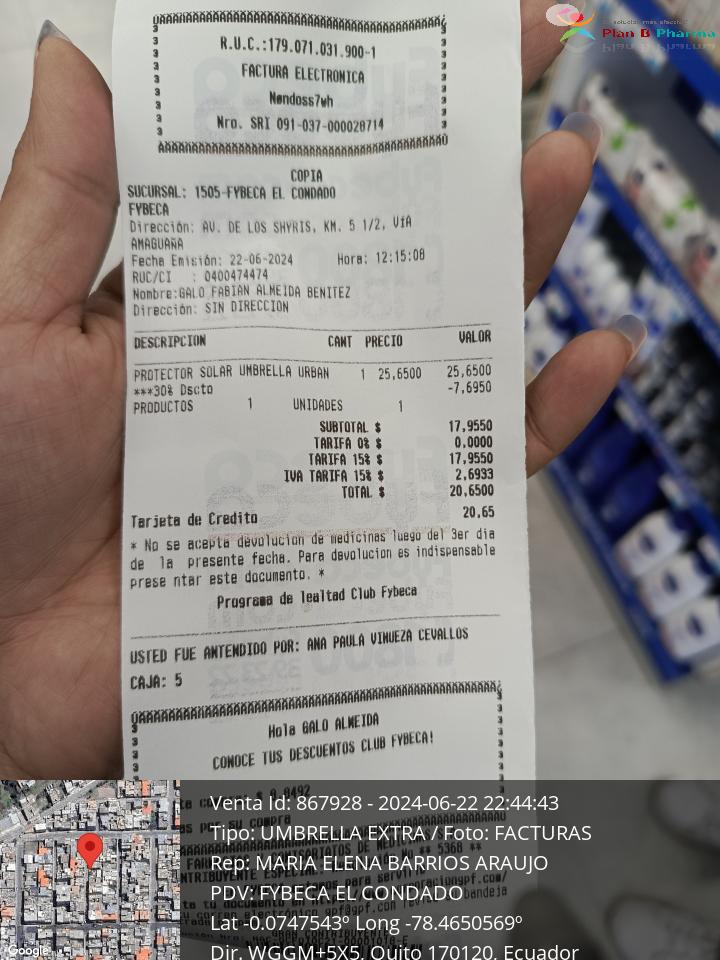 La solucion mas efectiva
Plan B Pharma
R.U.C.:179.071.031.900-1
FACTURA ELECTRONICA
Nøndoss7wh
Nro. SRI 091-037-000028714
COPIA
SUCURSAL: 1505-FYBECA EL CONDADO
FYBECA
Dirección: AV. DE LOS SHYRIS, KM. 5 1/2, VíA
AMAGUAÑA
Fecha Emisión: 22-06-2024 Hora: 12:15:08
RUC/CI : 0400474474
Nombre:GALO FABIAN ALMEIDA BENITEZ
Dirección: SIN DIRECCION
DESCRIPCION CANT PRECIO VALOR
PROTECTOR SOLAR UMBRELLA URBAN 1 25,6500 25,6500
***30% Dscto -7,6950
PRODUCTOS 1 UNIDADES 1
SUBTOTAL $ 17,9550
TARIFA 0% $ 0,0000
TARIFA 15% $ 17,9550
IVA TARIFA 15% $ 2,6933
TOTAL $ 20,6500
Tarjeta de Credito 20,65
* No se acepta devolucion de medicinas luego del 3er dia
de la presente fecha. Para devolucion es indispensable
prese ntar este documento. *
Programa de lealtad Club Fybeca
USTED FUE ANTENDIDO POR: ANA PAULA VINUEZA CEVALLOS
CAJA: 5
Hola GALO ALMEIDA
CONOCE TUS DESCUENTOS CLUB FYBECA!
Venta Id: 867928 - 2024-06-22 22:44:43
Tipo: UMBRELLA EXTRA / Foto: FACTURAS
Rep: MARIA ELENA BARRIOS ARAUJO
PDV: FYBECA EL CONDADO
Lat -0.0747543º Long -78.4650569º
Dir. WGGM+5X5, Quito 170120, Ecuador
Google